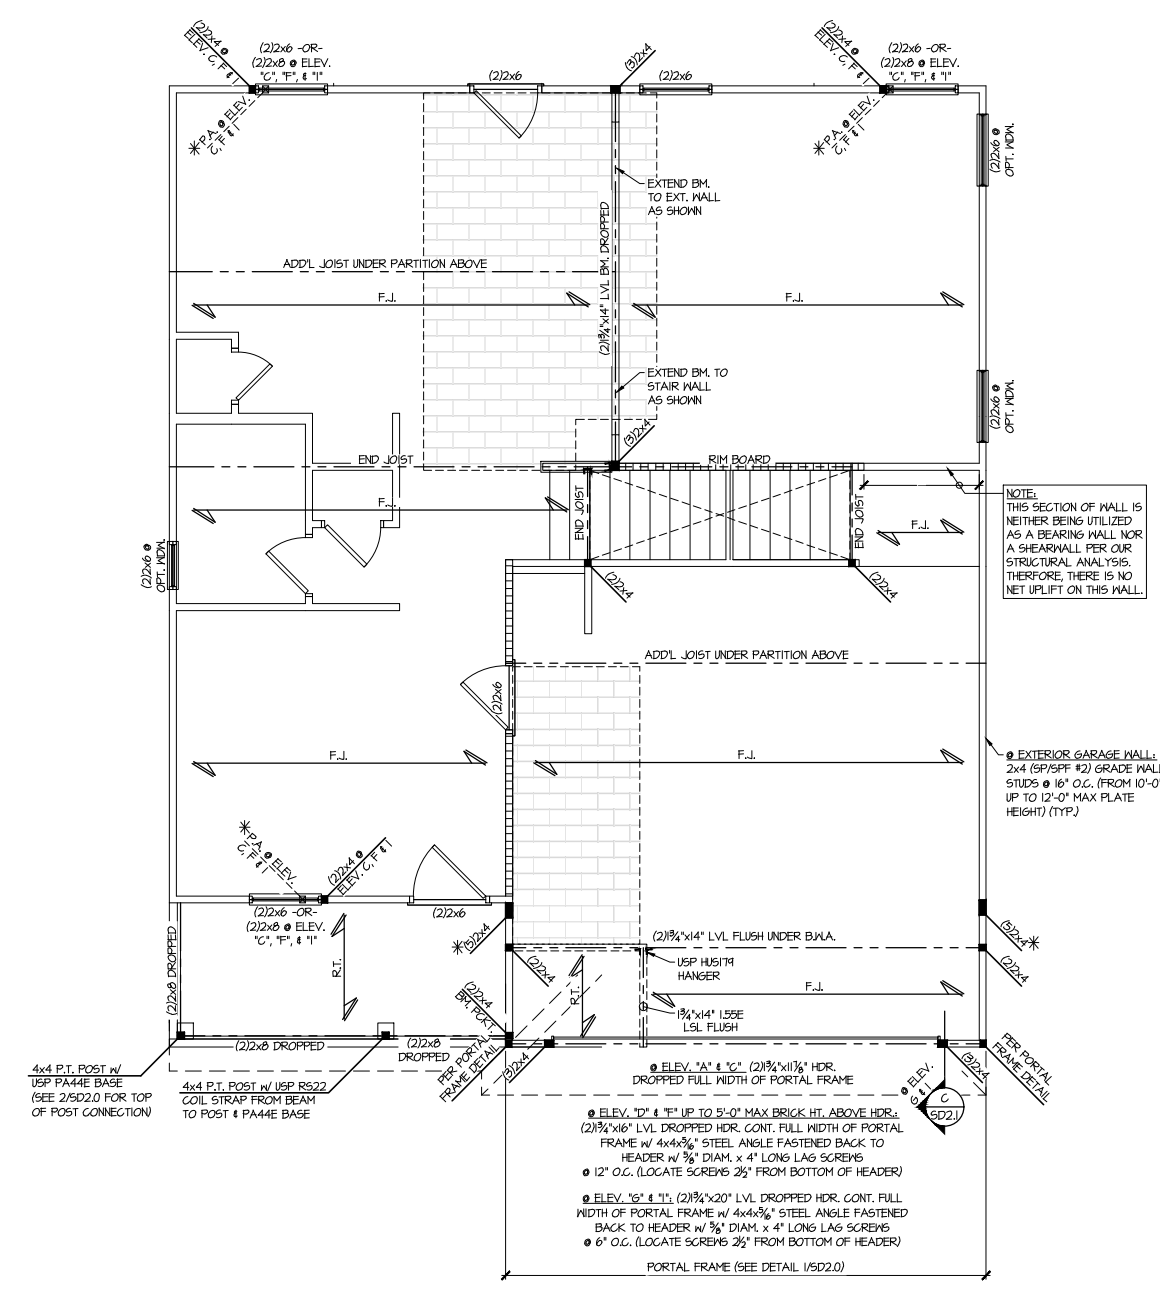 (2)2x4 @
ELEV. C, F & I
(2)2x6 -OR-
(2)2x8 @ ELEV.
"C", "F", & "I"
(2)2x6
(3)2x4
(2)2x6
(2)2x4 @
ELEV. C, F & I
(2)2x6 -OR-
(2)2x8 @ ELEV.
"C", "F", & "I"
P.A. @ ELEV.
C, F & I
P.A. @ ELEV.
C, F & I
(2)2x6 @
OPT. WDW.
EXTEND BM.
TO EXT. WALL
AS SHOWN
(2)1¾"x14" LVL BM. DROPPED
ADD'L JOIST UNDER PARTITION ABOVE
F.J.
F.J.
EXTEND BM. TO
STAIR WALL
AS SHOWN
(2)2x6 @
OPT. WDW.
(3)2x4
END JOIST
RIM BOARD
F.J.
END JOIST
END JOIST
F.J.
NOTE:
THIS SECTION OF WALL IS
NEITHER BEING UTILIZED
AS A BEARING WALL NOR
A SHEARWALL PER OUR
STRUCTURAL ANALYSIS.
THERFORE, THERE IS NO
NET UPLIFT ON THIS WALL.
(2)2x6 @
OPT. WDW.
(2)2x4
(2)2x4
ADD'L JOIST UNDER PARTITION ABOVE
(2)2x6
F.J.
F.J.
@ EXTERIOR GARAGE WALL:
2x4 (SP/SPF #2) GRADE WALL
STUDS @ 16" O.C. (FROM 10'-0"
UP TO 12'-0" MAX PLATE
HEIGHT) (TYP.)
P.A. @ ELEV.
C, F & I
(2)2x4 @
ELEV. C, F & I
(2)2x6 -OR-
(2)2x8 @ ELEV.
"C", "F", & "I"
(2)2x6
(2)2x8 DROPPED
R.T.
(5)2x4
(2)2x4
(2)1¾"x14" LVL FLUSH UNDER B.W.A.
(5)2x4
(2)2x4
USP HUS179
HANGER
R.T.
F.J.
(2)2x4
BM. PCKT.
1¾"x14" 1.55E
LSL FLUSH
(2)2x8 DROPPED
(2)2x8
DROPPED
PER PORTAL
FRAME DETAIL
(3)2x4
(3)2x4
PER PORTAL
FRAME DETAIL
4x4 P.T. POST w/
USP PA44E BASE
(SEE 2/SD2.0 FOR TOP
OF POST CONNECTION)
4x4 P.T. POST w/ USP RS22
COIL STRAP FROM BEAM
TO POST & PA44E BASE
@ ELEV. "A" & "C" (2)1¾"x11⅞" HDR.
DROPPED FULL WIDTH OF PORTAL FRAME
@ ELEV.
G & I
C
SD2.1
@ ELEV. "D" & "F" UP TO 5'-0" MAX BRICK HT. ABOVE HDR.:
(2)1¾"x16" LVL DROPPED HDR. CONT. FULL WIDTH OF PORTAL
FRAME w/ 4x4x5⁄16" STEEL ANGLE FASTENED BACK TO
HEADER w/ ⅝" DIAM. x 4" LONG LAG SCREWS
@ 12" O.C. (LOCATE SCREWS 2½" FROM BOTTOM OF HEADER)
@ ELEV. "G" & "I": (2)1¾"x20" LVL DROPPED HDR. CONT. FULL
WIDTH OF PORTAL FRAME w/ 4x4x5⁄16" STEEL ANGLE FASTENED
BACK TO HEADER w/ ⅝" DIAM. x 4" LONG LAG SCREWS
@ 6" O.C. (LOCATE SCREWS 2½" FROM BOTTOM OF HEADER)
PORTAL FRAME (SEE DETAIL 1/SD2.0)